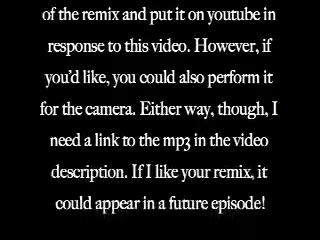 of the remix and put it on youtube in
response to this video. However, if
you'd like, you could also perform it
for the camera. Either way, though, I
need a link to the mp3 in the video
description. If I like your remix, it
could appear in a future episode!